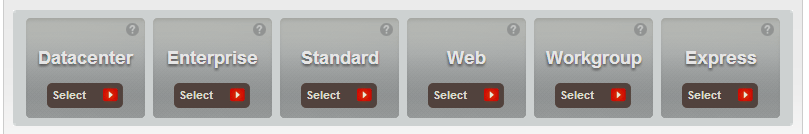 ? ? ? ? ? ?
Datacenter Enterprise Standard Web Workgroup Express
Select Select Select Select Select Select